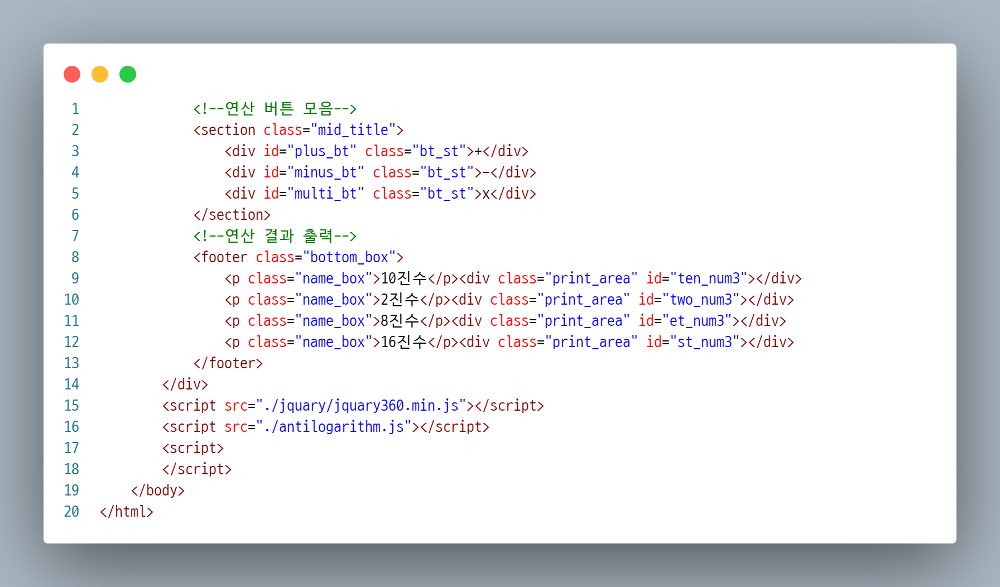 1 <!--연산 버튼 모음-->
2 <section class="mid_title">
3 <div id="plus_bt" class="bt_st">+</div>
4 <div id="minus_bt" class="bt_st">-</div>
5 <div id="multi_bt" class="bt_st">x</div>
6 </section>
7 <!--연산 결과 출력-->
8 <footer class="bottom_box">
9 <p class="name_box">10진수</p><div class="print_area" id="ten_num3"></div>
10 <p class="name_box">2진수</p><div class="print_area" id="two_num3"></div>
11 <p class="name_box">8진수</p><div class="print_area" id="et_num3"></div>
12 <p class="name_box">16진수</p><div class="print_area" id="st_num3"></div>
13 </footer>
14 </div>
15 <script src="./jquary/jquary360.min.js"></script>
16 <script src="./antilogarithm.js"></script>
17 <script>
18 </script>
19 </body>
20 </html>